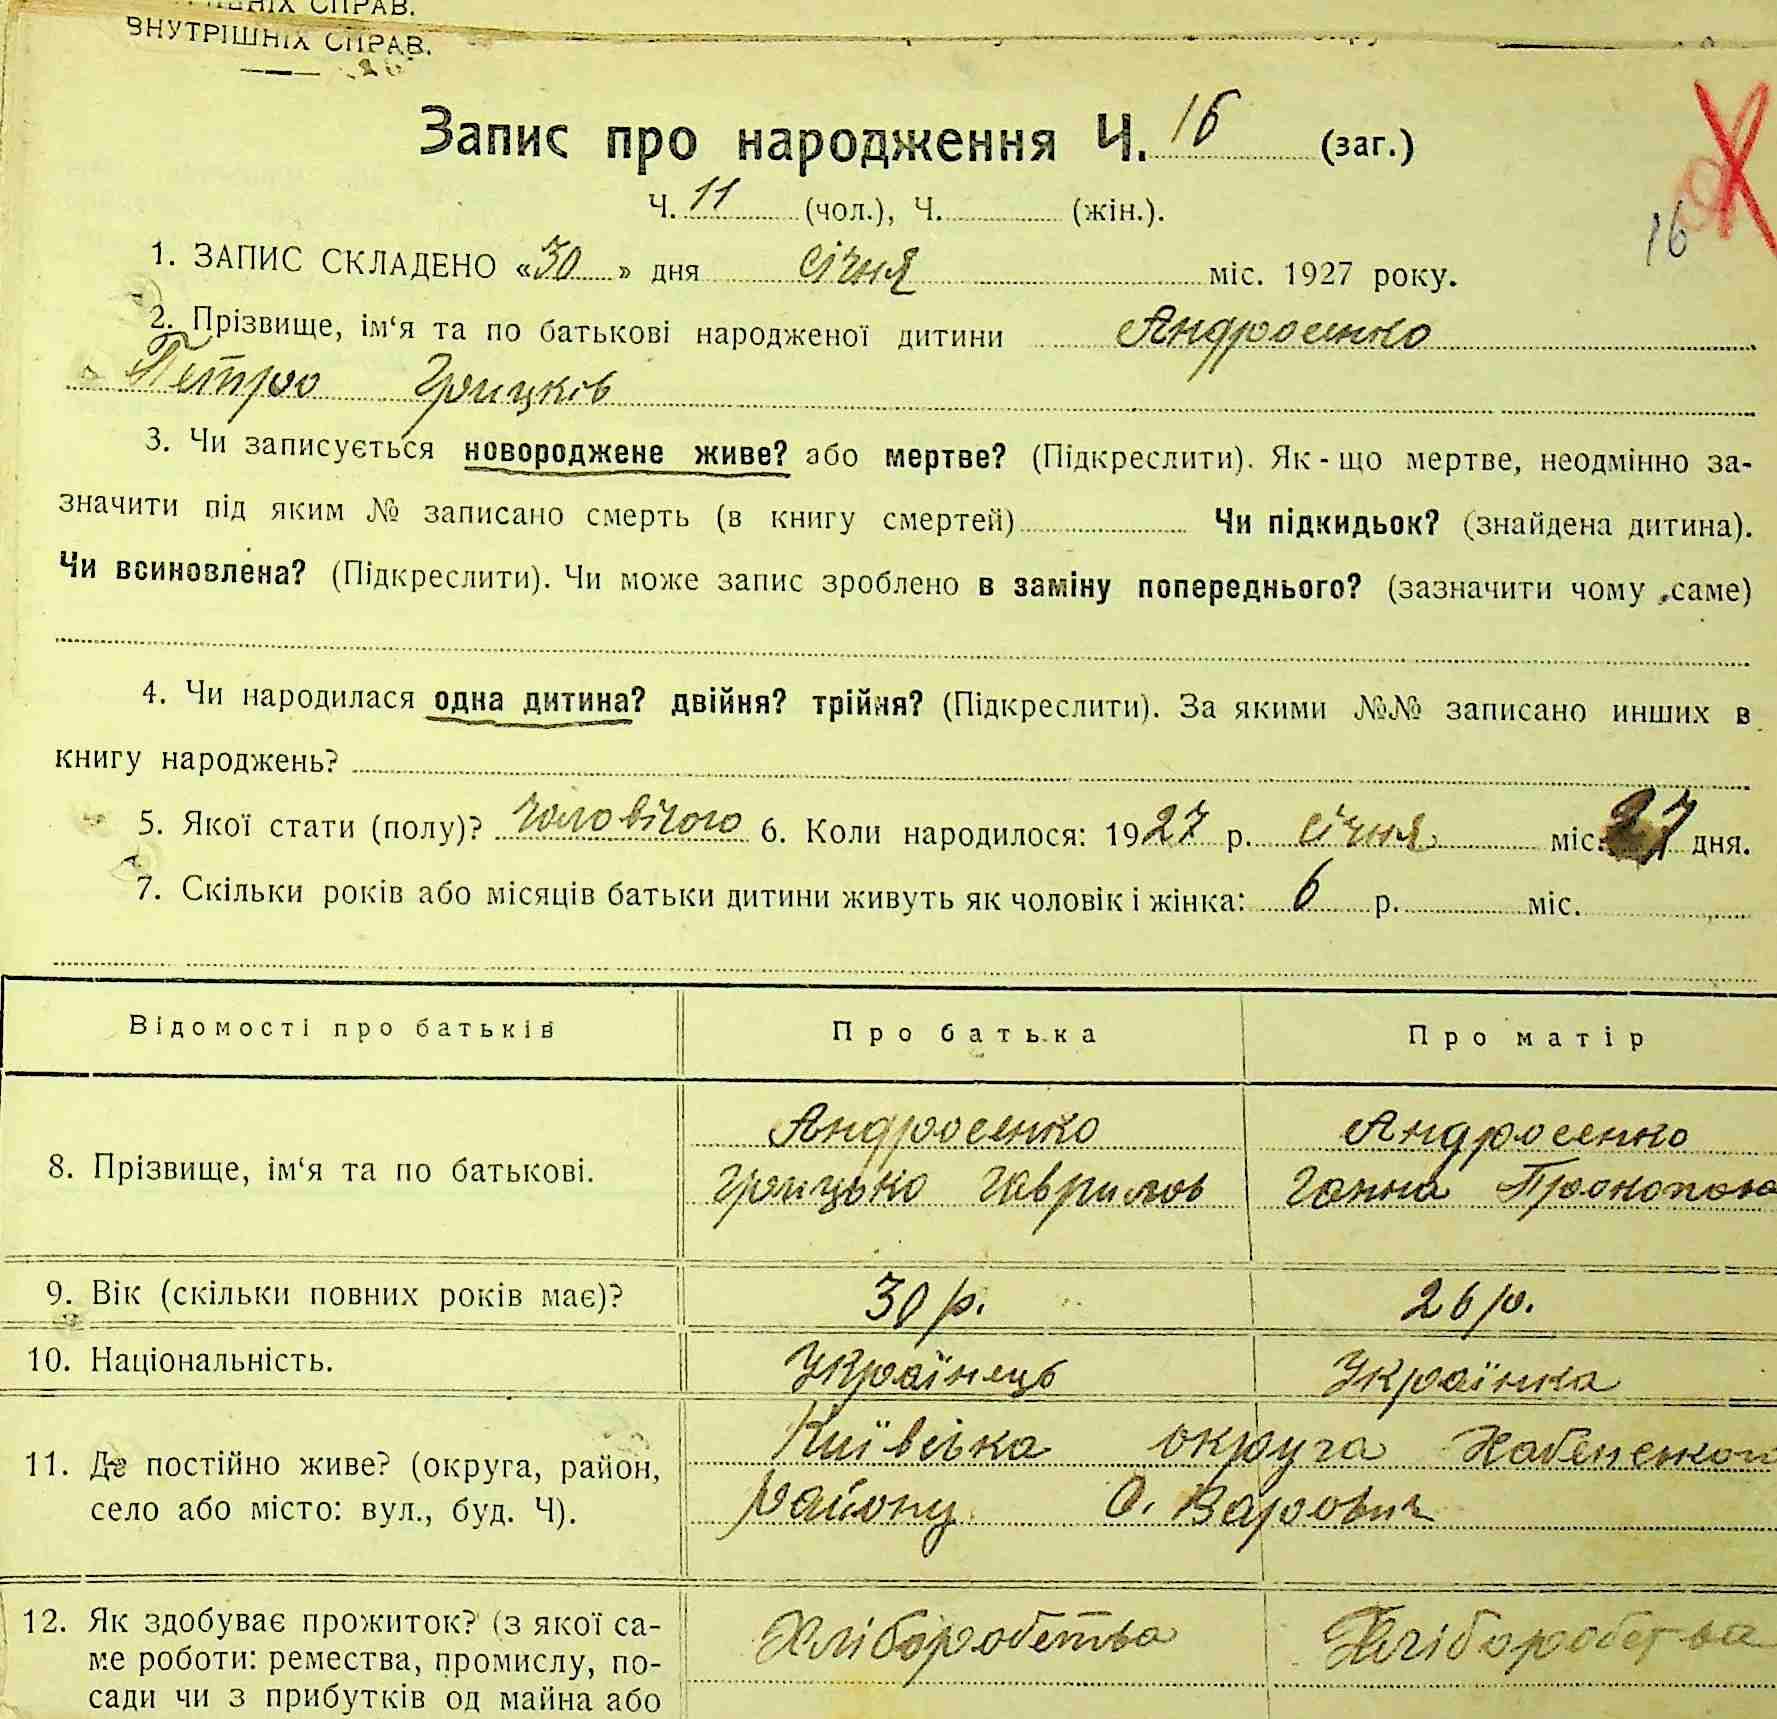 ВНУТРІШНІХ СПРАВ.
Запис про народження Ч. 16 (заг.)
Ч. 11 (чол.), Ч. (жін.).
16
1. ЗАПИС СКЛАДЕНО «30» дня січня міс. 1927 року.
2. Прізвище, ім‘я та по батькові народженої дитини Андросенко
Петро Грицків
3. Чи записується новороджене живе? або мертве? (Підкреслити). Як-що мертве, неодмінно за-
значити під яким № записано смерть (в книгу смертей) Чи підкидьок? (знайдена дитина).
Чи всиновлена? (Підкреслити). Чи може запис зроблено в заміну попереднього? (зазначити чому саме)
4. Чи народилася одна дитина? двійня? трійня? (Підкреслити). За якими №№ записано инших в
книгу народжень?
5. Якої стати (полу)? чоловічого 6. Коли народилося: 1927 р. січня міс. 27 дня.
7. Скільки років або місяців батьки дитини живуть як чоловік і жінка: 6 р. міс.
Відомості про батьків Про батька Про матір
Андросенко Андросенко
8. Прізвище, ім‘я та по батькові. Грицько Гаврилов Ганна Прокопова
9. Вік (скільки повних років має)? 30 р. 26 р.
10. Національність. Українець Українка
Київська округа Хабенського
11. Де постійно живе? (округа, район,
району С. Варовичі
село або місто: вул., буд. Ч).
12. Як здобуває прожиток? (з якої са- Хліборобства Хліборобства
ме роботи: ремества, промислу, по-
сади чи з прибутків од майна або